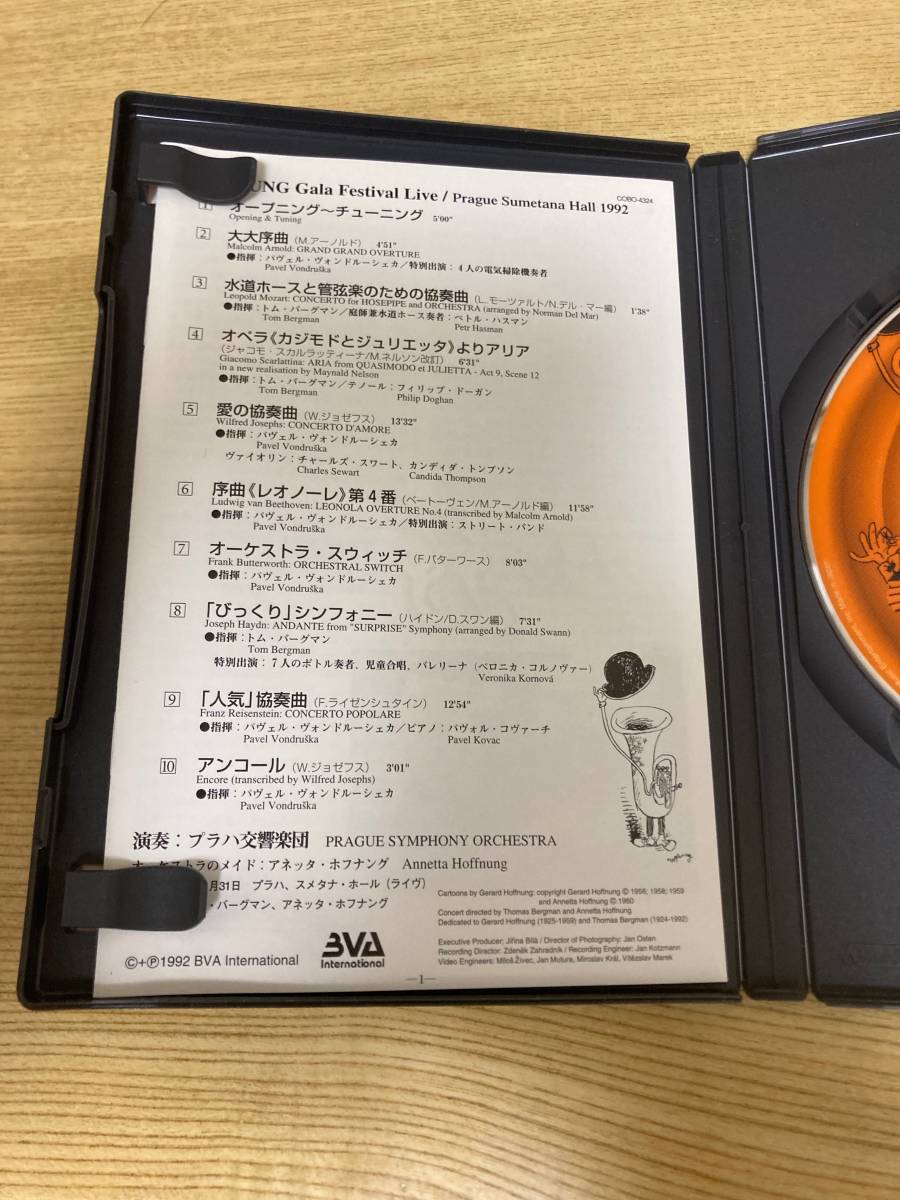 UNG Gala Festival Live / Prague Sumetana Hall 1992
COBO-4324
1 オープニング～チューニング 5'00"
Opening & Tuning
2 大大序曲（M.アーノルド） 4'51"
Malcolm Arnold: GRAND GRAND OVERTURE
●指揮：パヴェル・ヴォンドルーシェカ／特別出演：4人の電気掃除機奏者
Pavel Vondruška
3 水道ホースと管弦楽のための協奏曲（L.モーツァルト/N.デル・マー編） 1'38"
Leopold Mozart: CONCERTO for HOSEPIPE and ORCHESTRA (arranged by Norman Del Mar)
●指揮：トム・バーグマン／庭師兼水道ホース奏者：ペトル・ハスマン
Tom Bergman Petr Hasman
4 オペラ《カジモドとジュリエッタ》よりアリア
（ジャコモ・スカルラッティーナ/M.ネルソン改訂） 6'31"
Giacomo Scarlattina: ARIA from QUASIMODO et JULIETTA - Act 9, Scene 12
in a new realisation by Maynald Nelson
●指揮：トム・バーグマン／テノール：フィリップ・ドーガン
Tom Bergman Philip Doghan
5 愛の協奏曲（W.ジョゼフス） 13'32"
Wilfred Josephs: CONCERTO D'AMORE
●指揮：パヴェル・ヴォンドルーシェカ
Pavel Vondruška
ヴァイオリン：チャールズ・スワート、カンディダ・トンプソン
Charles Sewart Candida Thompson
6 序曲《レオノーレ》第4番（ベートーヴェン/M.アーノルド編） 11'58"
Ludwig van Beethoven: LEONOLA OVERTURE No.4 (transcribed by Malcolm Arnold)
●指揮：パヴェル・ヴォンドルーシェカ／特別出演：ストリート・バンド
Pavel Vondruška
7 オーケストラ・スウィッチ（F.バターワース） 8'03"
Frank Butterworth: ORCHESTRAL SWITCH
●指揮：パヴェル・ヴォンドルーシェカ
Pavel Vondruška
8 「びっくり」シンフォニー（ハイドン/D.スワン編） 7'31"
Joseph Haydn: ANDANTE from "SURPRISE" Symphony (arranged by Donald Swann)
●指揮：トム・バーグマン
Tom Bergman
特別出演：7人のボトル奏者、児童合唱、バレリーナ（ベロニカ・コルノヴァー）
Veronika Kornová
9 「人気」協奏曲（F.ライゼンシュタイン） 12'54"
Franz Reisenstein: CONCERTO POPOLARE
●指揮：パヴェル・ヴォンドルーシェカ／ピアノ：パヴォル・コヴァーチ
Pavel Vondruška Pavel Kovac
10 アンコール（W.ジョゼフス） 3'01"
Encore (transcribed by Wilfred Josephs)
●指揮：パヴェル・ヴォンドルーシェカ
Pavel Vondruška
演奏：プラハ交響楽団 PRAGUE SYMPHONY ORCHESTRA
オーケストラのメイド：アネッタ・ホフナング Annetta Hoffnung
月31日 プラハ、スメタナ・ホール（ライヴ）
・バーグマン、アネッタ・ホフナング
Cartoons by Gerard Hoffnung: copyright Gerard Hoffnung © 1956; 1958; 1959
and Annetta Hoffnung © 1960
Concert directed by Thomas Bergman and Annetta Hoffnung
Dedicated to Gerard Hoffnung (1925-1959) and Thomas Bergman (1924-1992)
Executive Producer: Jiřina Bílá / Director of Photography: Jan Osten
Recording Director: Zdeněk Zahradník / Recording Engineer: Jan Kotzmann
Video Engineers: Miloš Živec, Jan Mutura, Miroslav Král, Vítězslav Marek
©+℗1992 BVA International
BVA
International
—1—